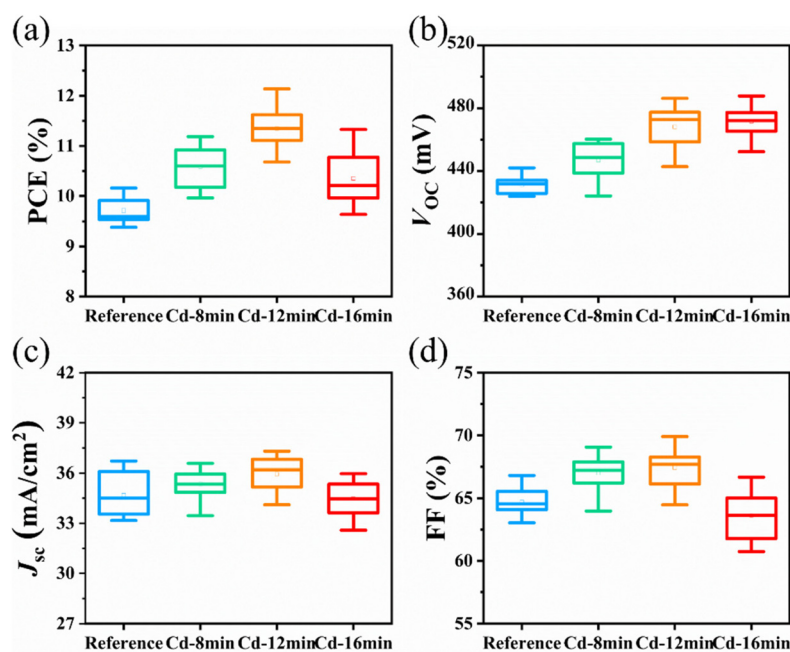 (a)
13
12
11
10
9
8
PCE (%)
Reference Cd-8min Cd-12min Cd-16min
(b)
520
480
440
400
360
V_OC (mV)
Reference Cd-8min Cd-12min Cd-16min
(c)
42
39
36
33
30
27
J_sc (mA/cm²)
Reference Cd-8min Cd-12min Cd-16min
(d)
75
70
65
60
55
FF (%)
Reference Cd-8min Cd-12min Cd-16min